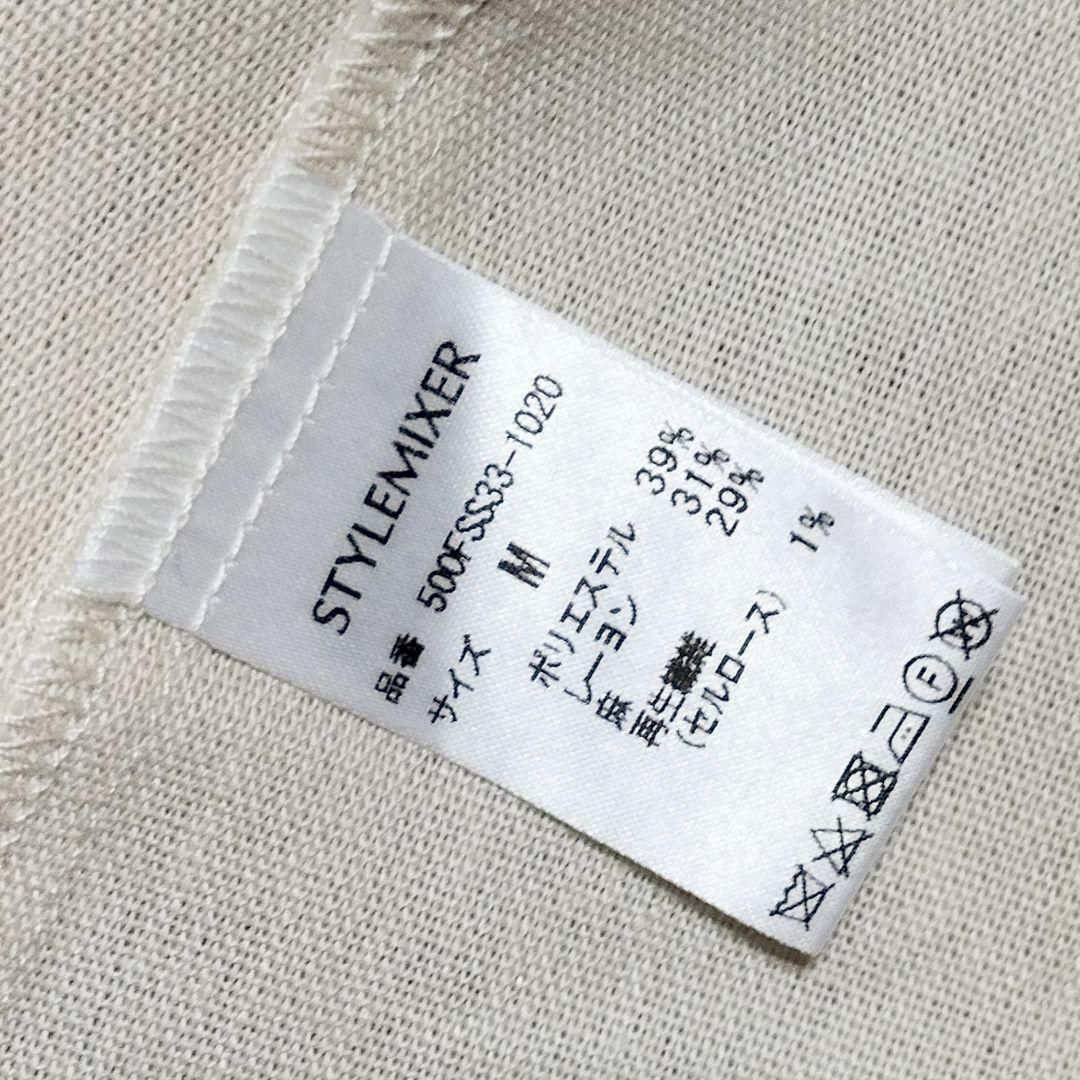 STYLEMIXER
品番 500FSS33-1020
サイズ M
ポリエステル 39%
レーヨン 31%
麻 29%
再生繊維
(セルロース) 1%
F